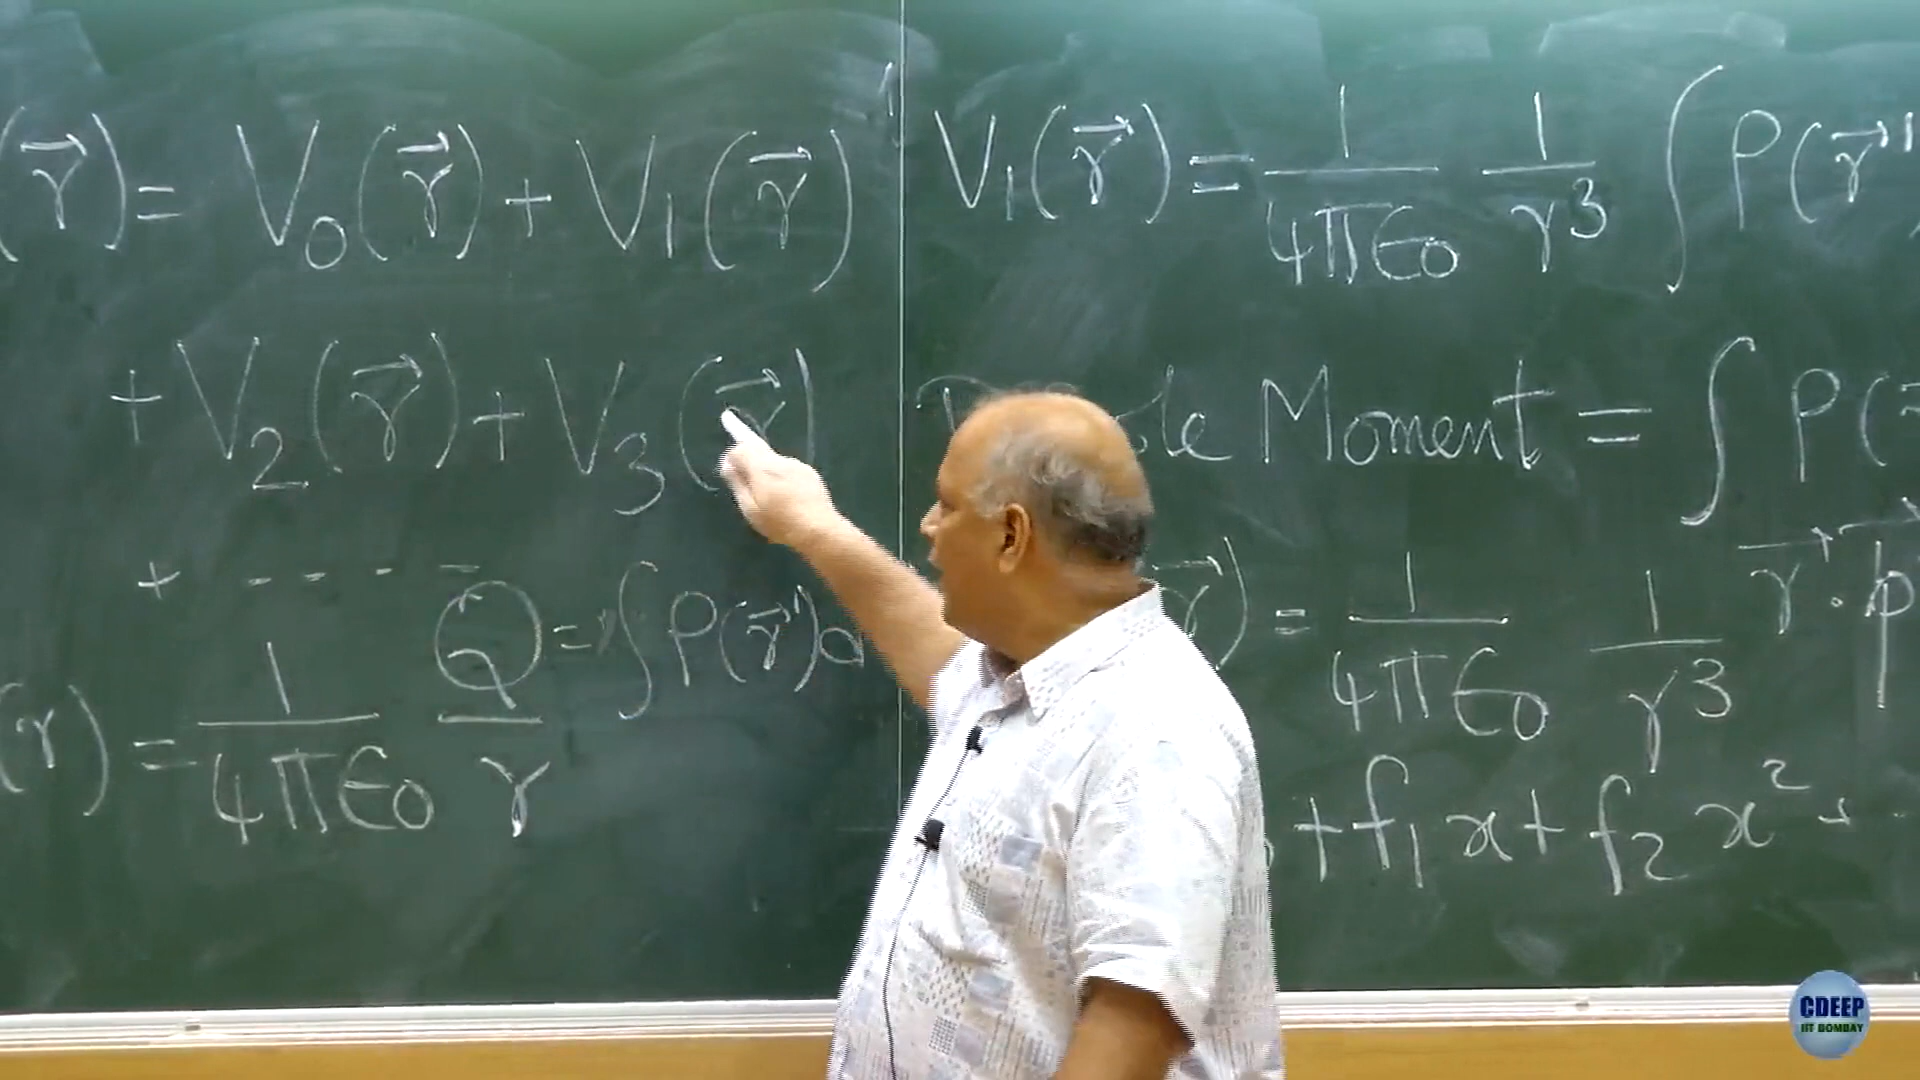 (r⃗) = V₀(r⃗) + V₁(r⃗)
+ V₂(r⃗) + V₃(r⃗)
+ - - - -
Q = ∫ρ(r⃗')d
(r) = 1/4πϵ₀ Q/r
V₁(r⃗) = 1/4πϵ₀ 1/r³ ∫ ρ(r⃗'
Moment = ∫ ρ(
r⃗) = 1/4πϵ₀ 1/r³ r⃗ · p⃗
+ f₁x + f₂x² + ·
CDEEP
IIT BOMBAY